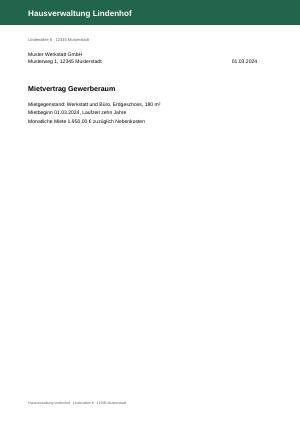 Hausverwaltung Lindenhof
Lindenallee 8 · 12345 Musterstadt
Muster Werkstatt GmbH
Musterweg 1, 12345 Musterstadt 01.03.2024
Mietvertrag Gewerberaum
Mietgegenstand: Werkstatt und Büro, Erdgeschoss, 180 m²
Mietbeginn 01.03.2024, Laufzeit zehn Jahre
Monatliche Miete 1.950,00 € zuzüglich Nebenkosten
Hausverwaltung Lindenhof · Lindenallee 8 · 12345 Musterstadt